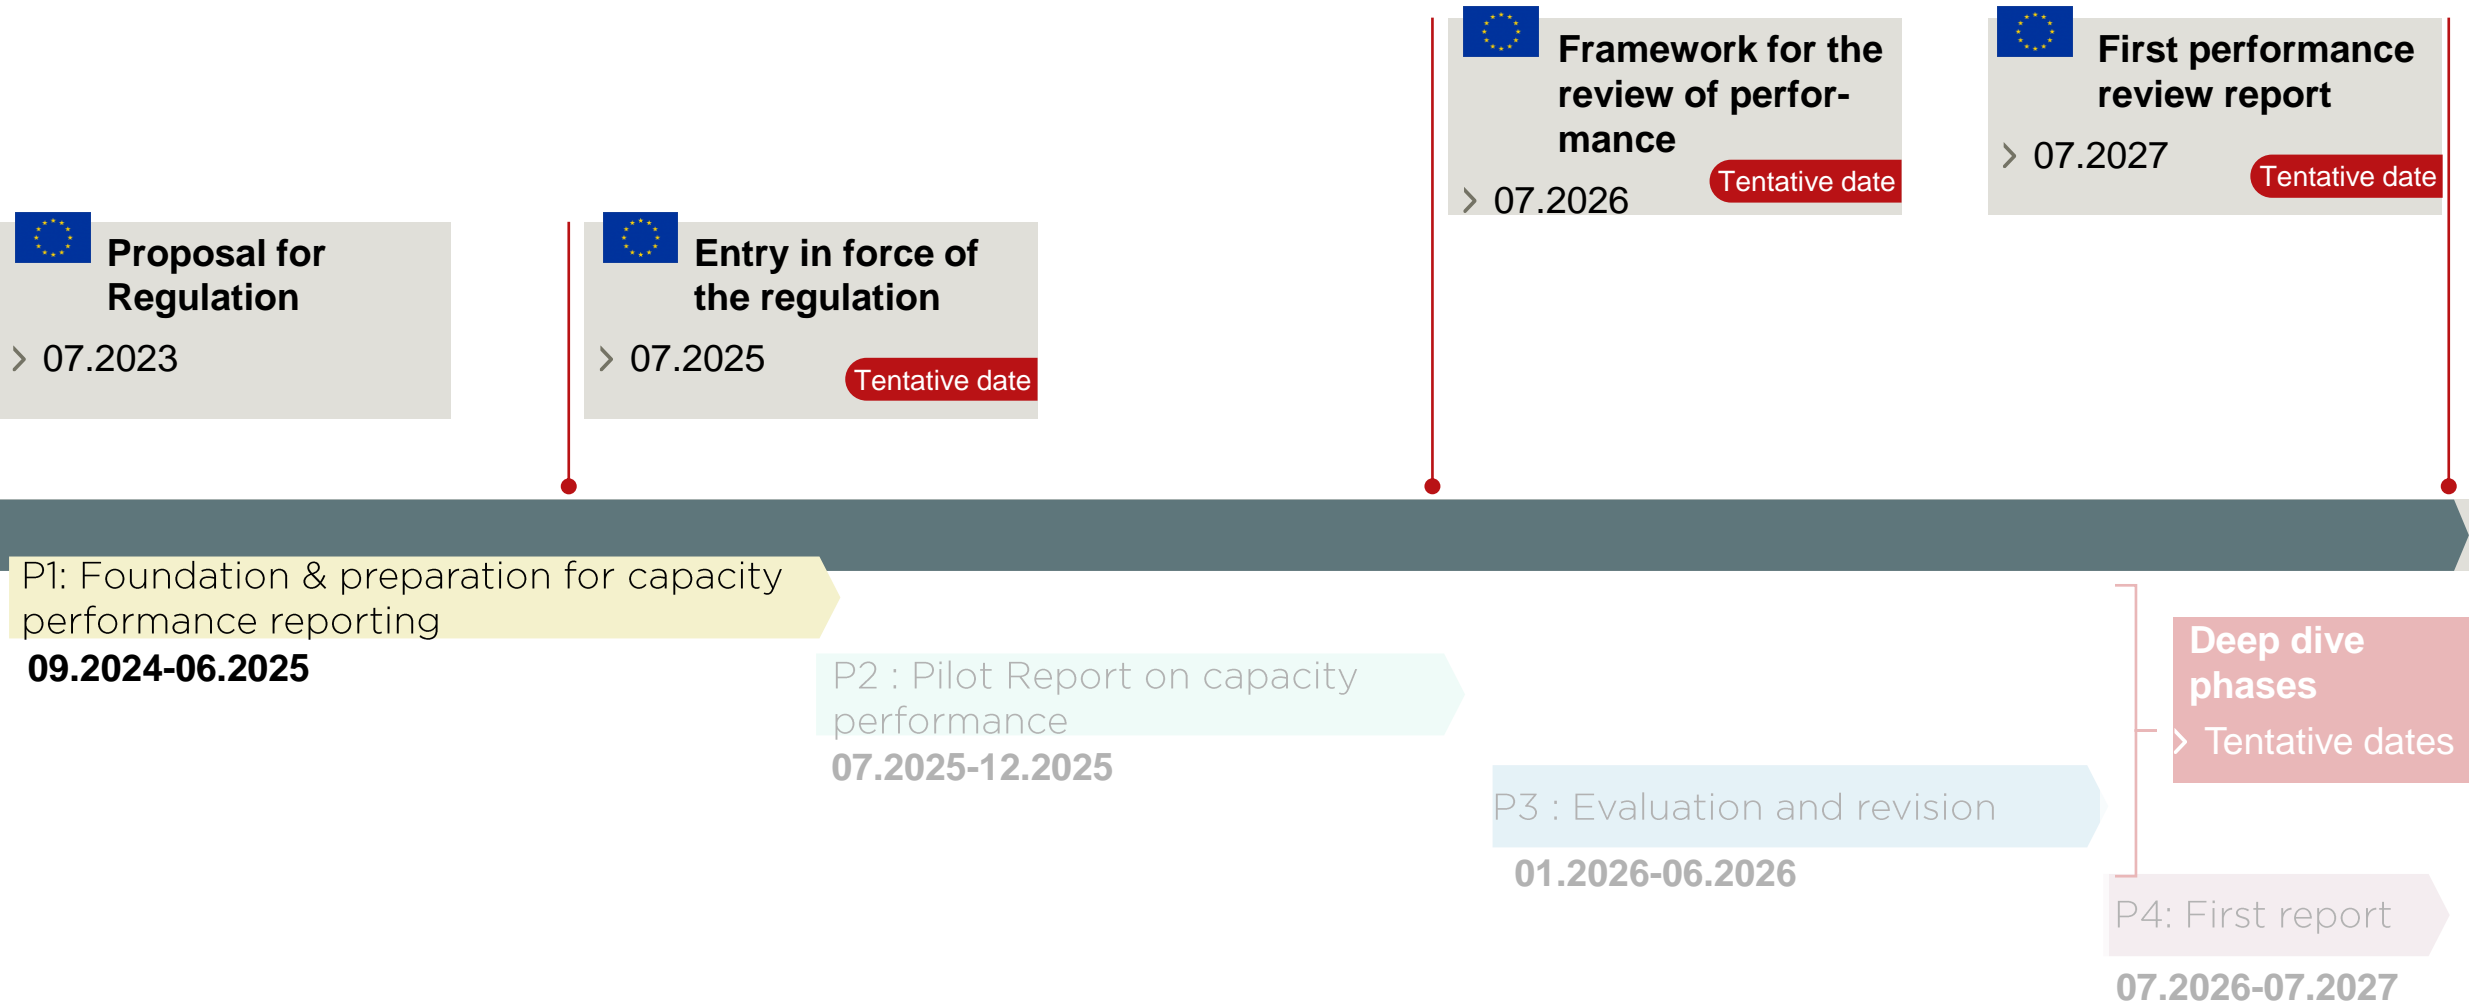 Proposal for
Regulation
07.2023
Entry in force of
the regulation
07.2025
Tentative date
Framework for the
review of perfor-
mance
07.2026
Tentative date
First performance
review report
07.2027
Tentative date
P1: Foundation & preparation for capacity
performance reporting
09.2024-06.2025
P2 : Pilot Report on capacity
performance
07.2025-12.2025
P3 : Evaluation and revision
01.2026-06.2026
P4: First report
07.2026-07.2027
Deep dive
phases
Tentative dates